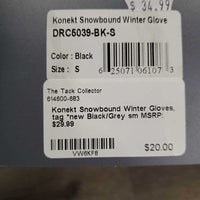 $ 34.99
Konekt Snowbound Winter Glove
DRC6039-BK-S
Color : Black
Size : S
6 25071 06107 3
The Tack Collector
614600-683
Konekt Snowbound Winter Gloves,
tag *new Black/Grey sm MSRP:
$29.99
VW6KF8
$20.00